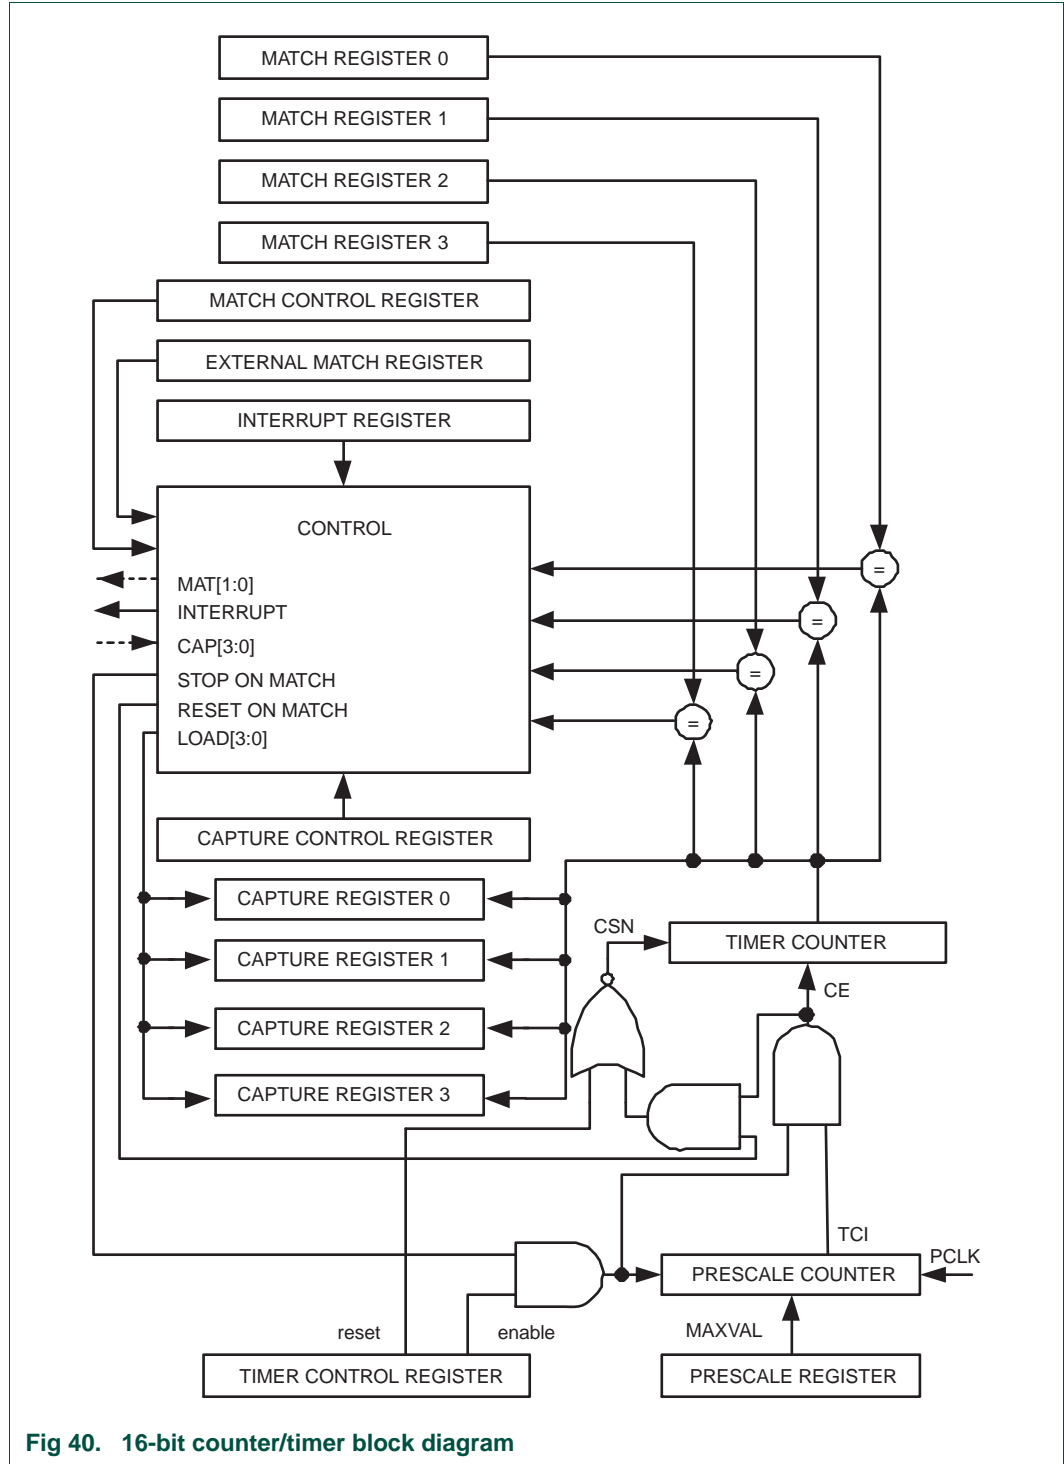 MATCH REGISTER 0
MATCH REGISTER 1
MATCH REGISTER 2
MATCH REGISTER 3
MATCH CONTROL REGISTER
EXTERNAL MATCH REGISTER
INTERRUPT REGISTER
CONTROL
=
=
=
=
MAT[1:0]
INTERRUPT
CAP[3:0]
STOP ON MATCH
RESET ON MATCH
LOAD[3:0]
CAPTURE CONTROL REGISTER
CAPTURE REGISTER 0
CAPTURE REGISTER 1
CAPTURE REGISTER 2
CAPTURE REGISTER 3
CSN
TIMER COUNTER
CE
TCI
PCLK
PRESCALE COUNTER
reset
enable
MAXVAL
TIMER CONTROL REGISTER
PRESCALE REGISTER
Fig 40. 16-bit counter/timer block diagram